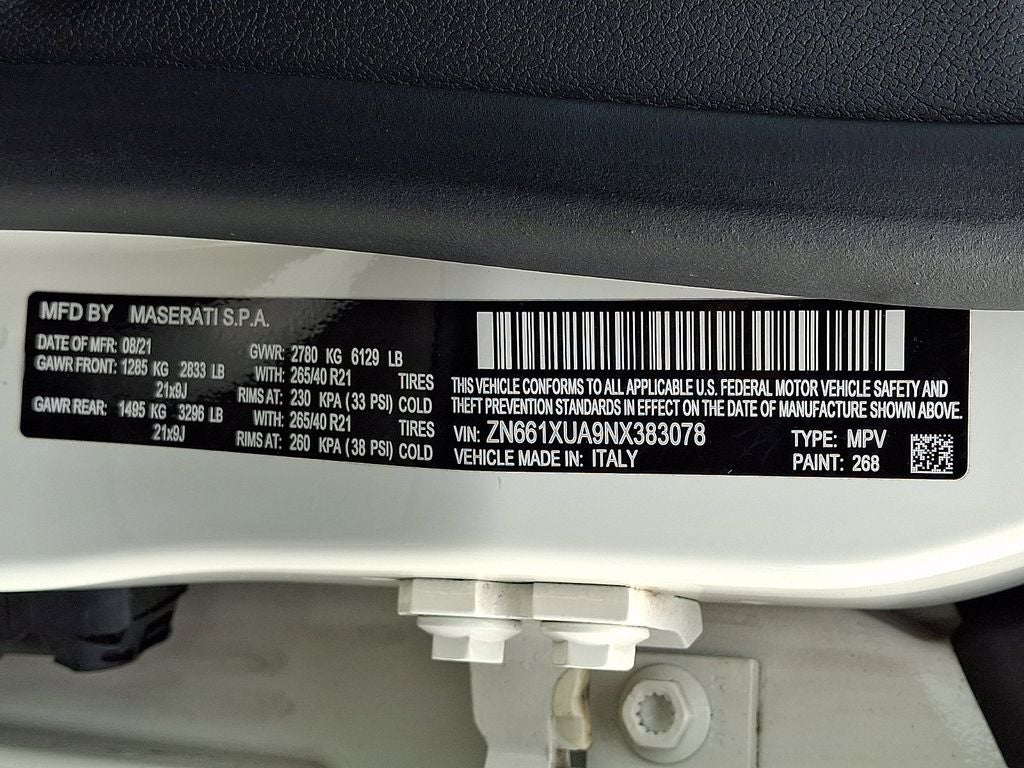 MFD BY MASERATI S.P.A.
DATE OF MFR: 08/21
GVWR: 2780 KG 6129 LB
GAWR FRONT: 1285 KG 2833 LB
WITH: 265/40 R21 TIRES
21x9J
RIMS AT: 230 KPA (33 PSI) COLD
GAWR REAR: 1495 KG 3296 LB
WITH: 265/40 R21 TIRES
21x9J
RIMS AT: 260 KPA (38 PSI) COLD
THIS VEHICLE CONFORMS TO ALL APPLICABLE U.S. FEDERAL MOTOR VEHICLE SAFETY AND
THEFT PREVENTION STANDARDS IN EFFECT ON THE DATE OF MANUFACTURE SHOWN ABOVE.
VIN: ZN661XUA9NX383078
TYPE: MPV
VEHICLE MADE IN: ITALY
PAINT: 268